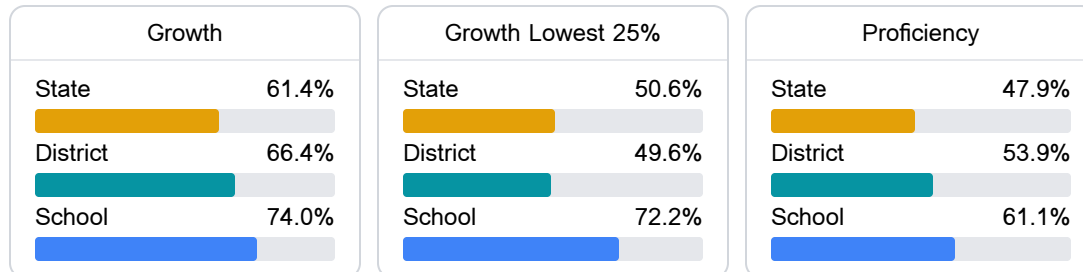 Growth
State 61.4%
District 66.4%
School 74.0%
Growth Lowest 25%
State 50.6%
District 49.6%
School 72.2%
Proficiency
State 47.9%
District 53.9%
School 61.1%